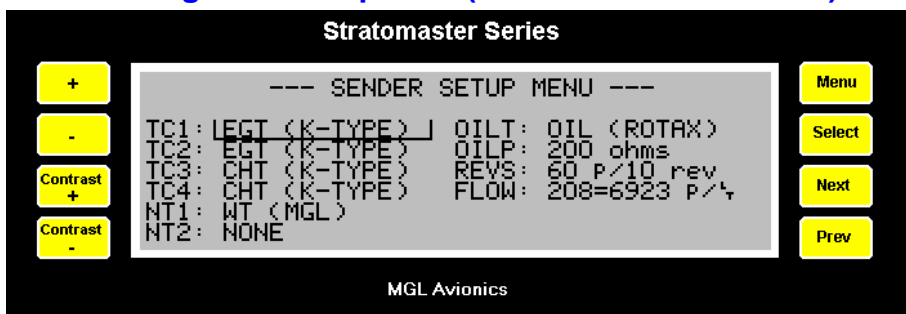 Stratomaster Series
+
-
Contrast
+
Contrast
-
--- SENDER SETUP MENU ---
TC1: EGT (K-TYPE)
TC2: EGT (K-TYPE)
TC3: CHT (K-TYPE)
TC4: CHT (K-TYPE)
NT1: WT (MGL)
NT2: NONE
OILT: OIL (ROTAX)
OILP: 200 ohms
REVS: 60 P/10 rev
FLOW: 208=6923 P/
Menu
Select
Next
Prev
MGL Avionics